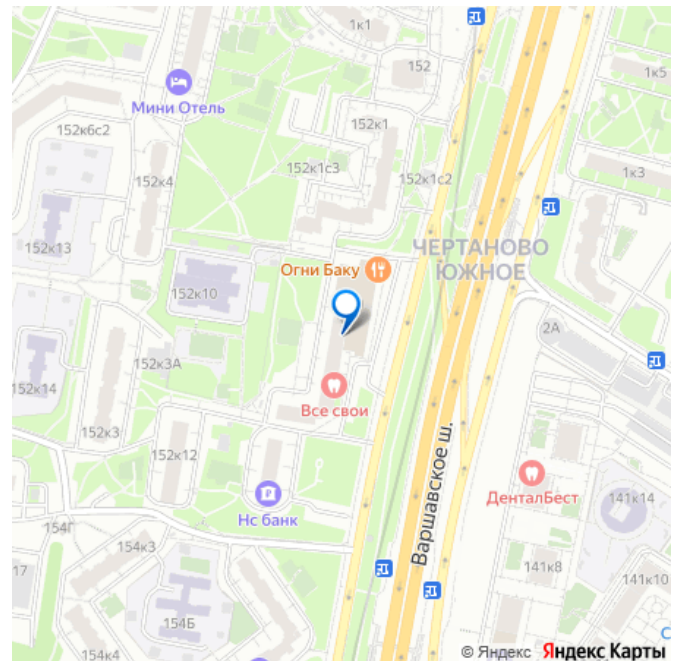 1к1
152
1к5
Мини Отель
152к1
152к6с2
152к1с3
1к3
152к4
152к1с2
152к13
ЧЕРТАНОВО
ЮЖНОЕ
Огни Баку
152к10
2А
152к3А
152к14
Все свои
152к3
152к12
Варшавское ш.
ДенталБест
141к14
Нс банк
154Г
154к3
17
141к8
141к10
154Б
С
154к4
© Яндекс Яндекс Карты